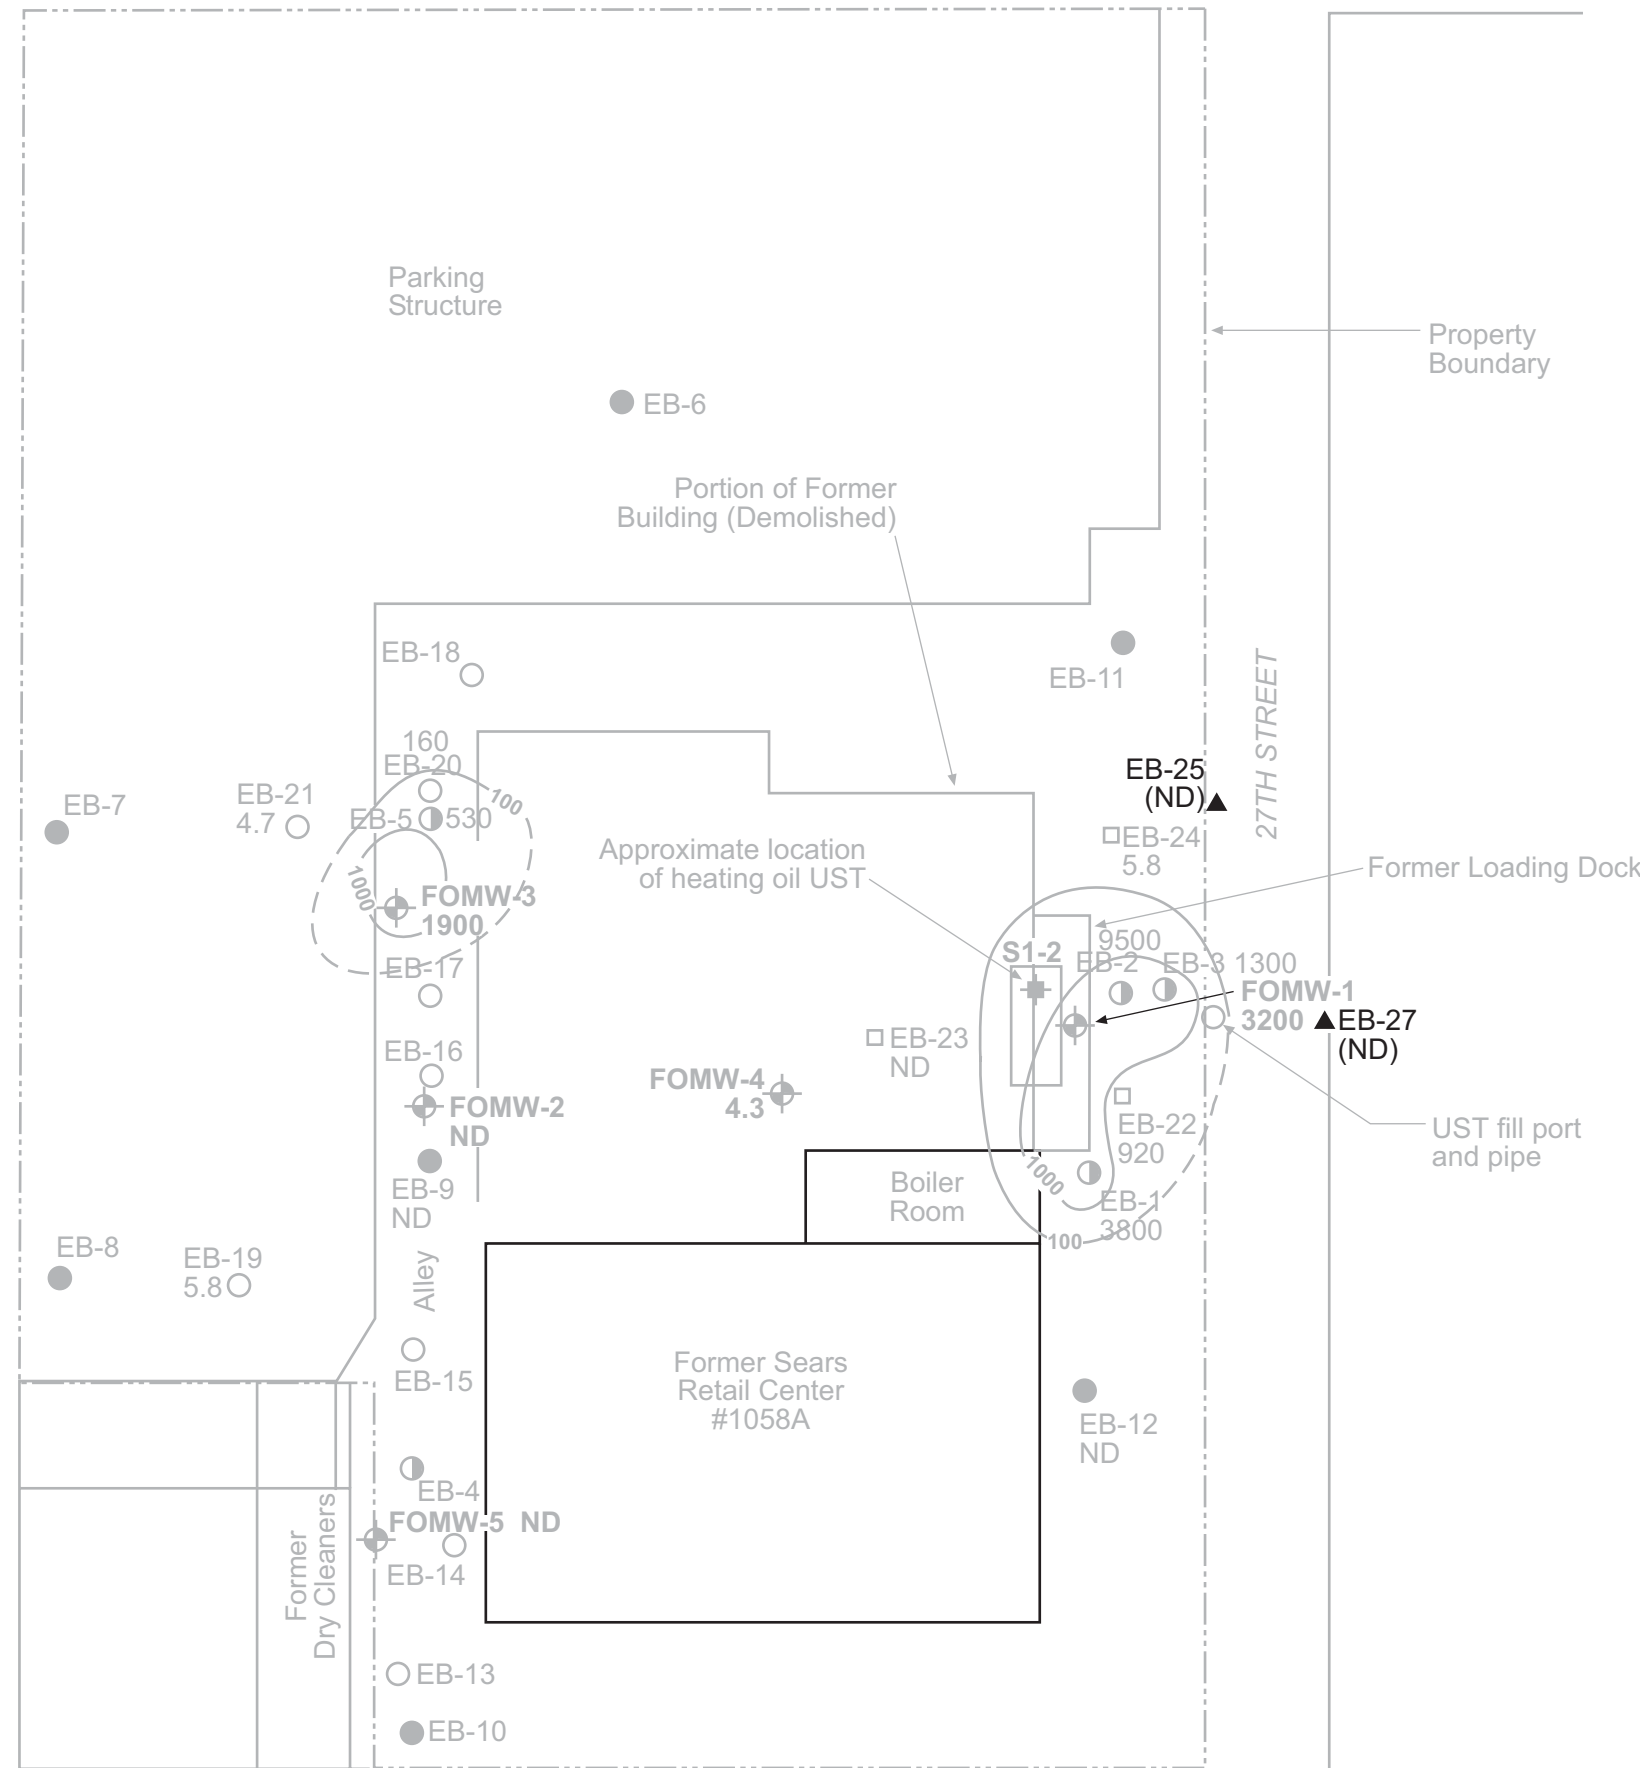 Parking
Structure
Property
Boundary
EB-6
Portion of Former
Building (Demolished)
EB-18
EB-11
27TH STREET
160
EB-20
EB-25
(ND)
EB-7
EB-21
4.7
EB-5
530
100
EB-24
5.8
Approximate location
of heating oil UST
Former Loading Dock
1000
FOMW-3
1900
9500
S1-2
EB-2
EB-3 1300
EB-17
FOMW-1
3200
EB-27
(ND)
EB-23
ND
EB-16
FOMW-4
4.3
FOMW-2
ND
EB-22
920
UST fill port
and pipe
EB-9
ND
Boiler
Room
1000
EB-1
3800
100
EB-8
EB-19
5.8
Alley
EB-15
Former Sears
Retail Center
#1058A
EB-12
ND
EB-4
FOMW-5 ND
EB-14
Former
Dry Cleaners
EB-13
EB-10